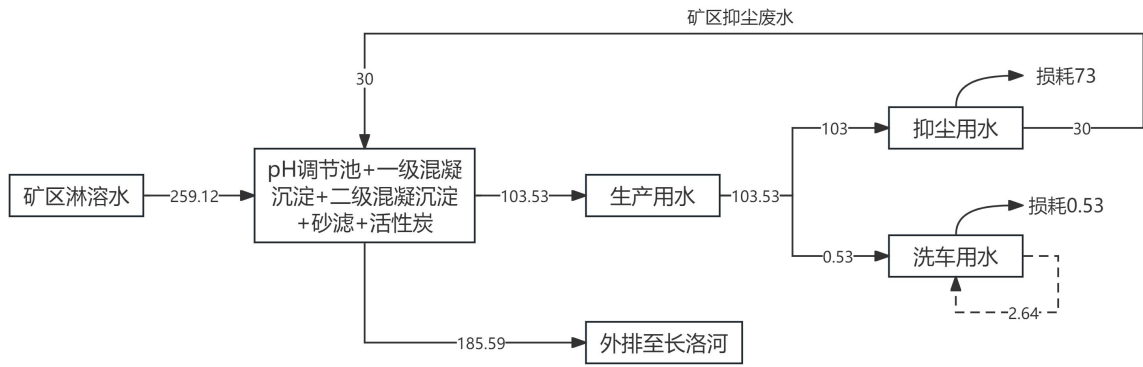 矿区抑尘废水
30
损耗73
103
抑尘用水
30
矿区淋溶水
259.12
pH调节池+一级混凝
沉淀+二级混凝沉淀
+砂滤+活性炭
103.53
生产用水
103.53
损耗0.53
0.53
洗车用水
2.64
185.59
外排至长洛河